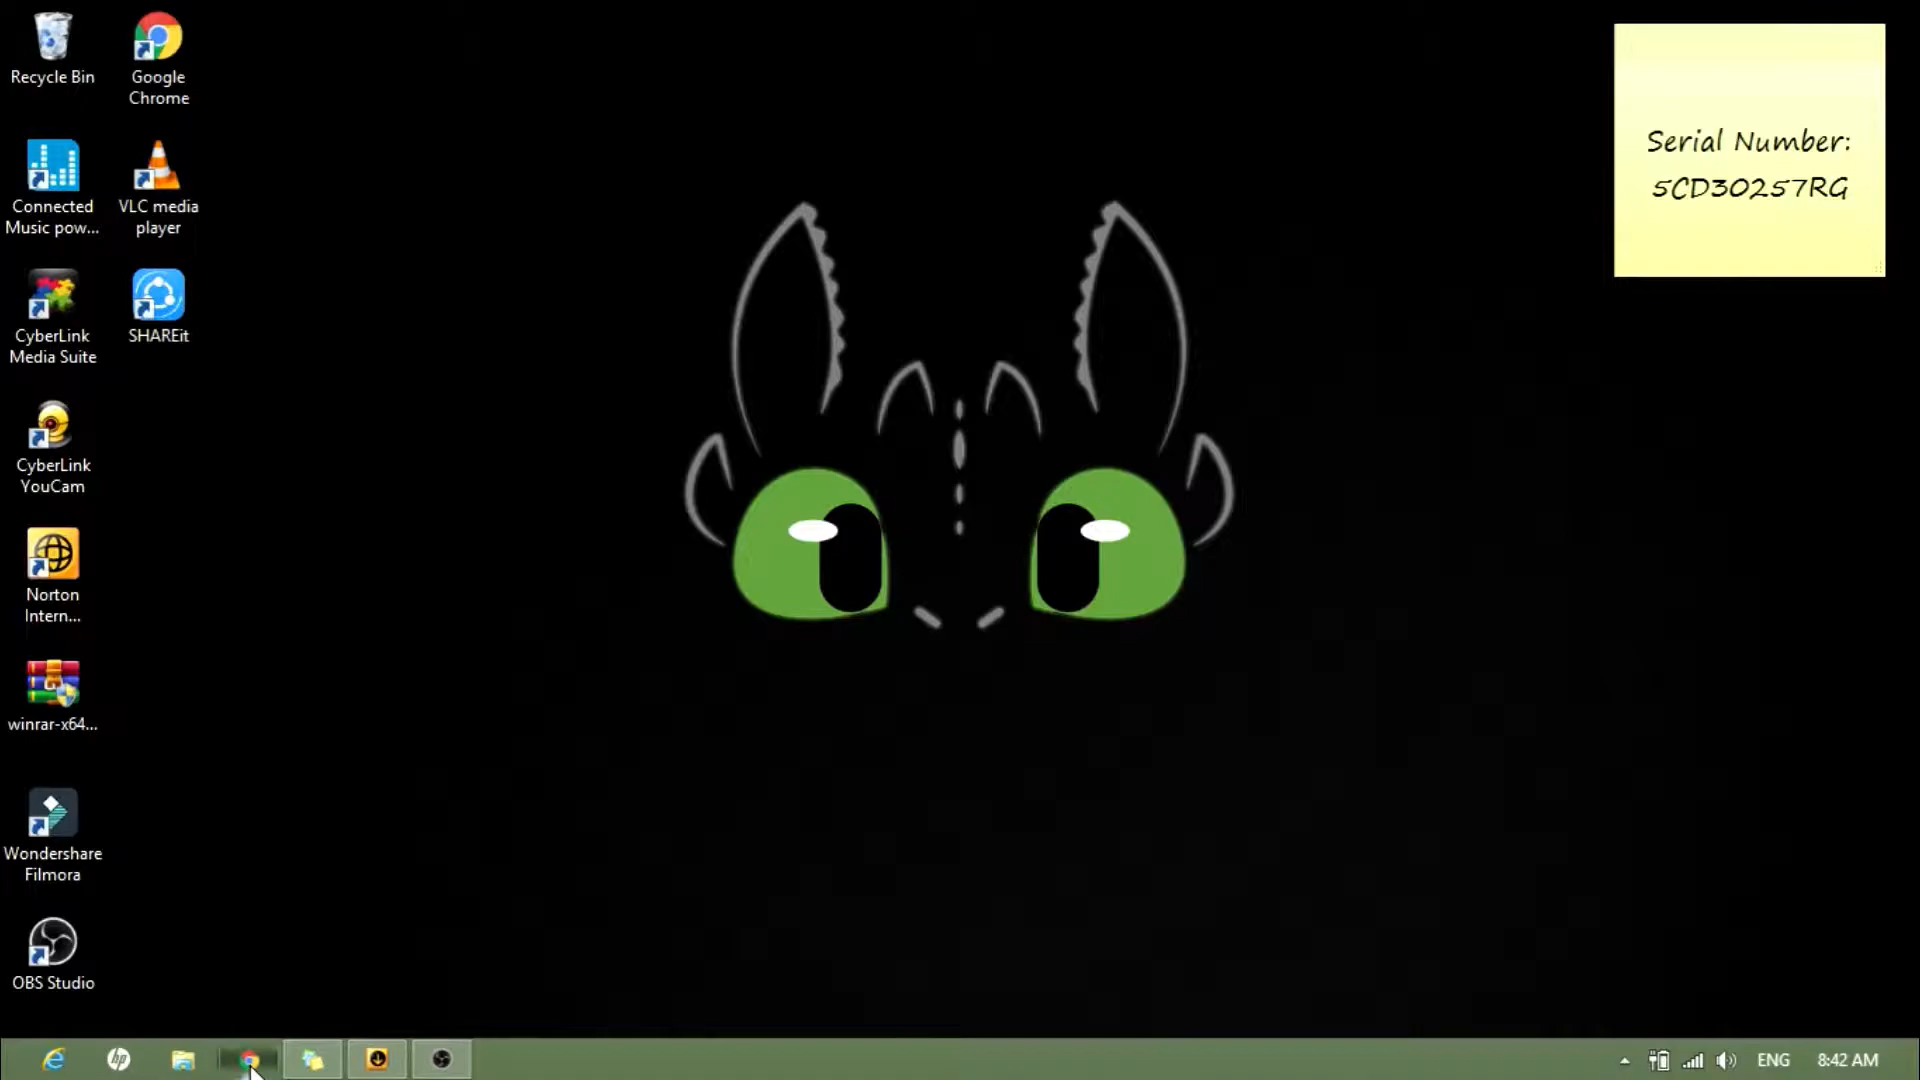 Recycle Bin
Google
Chrome
Connected
Music pow...
VLC media
player
CyberLink
Media Suite
SHAREit
CyberLink
YouCam
Norton
Intern...
winrar-x64...
Wondershare
Filmora
OBS Studio
Serial Number:
5CD30257RG
hp
ENG
8:42 AM